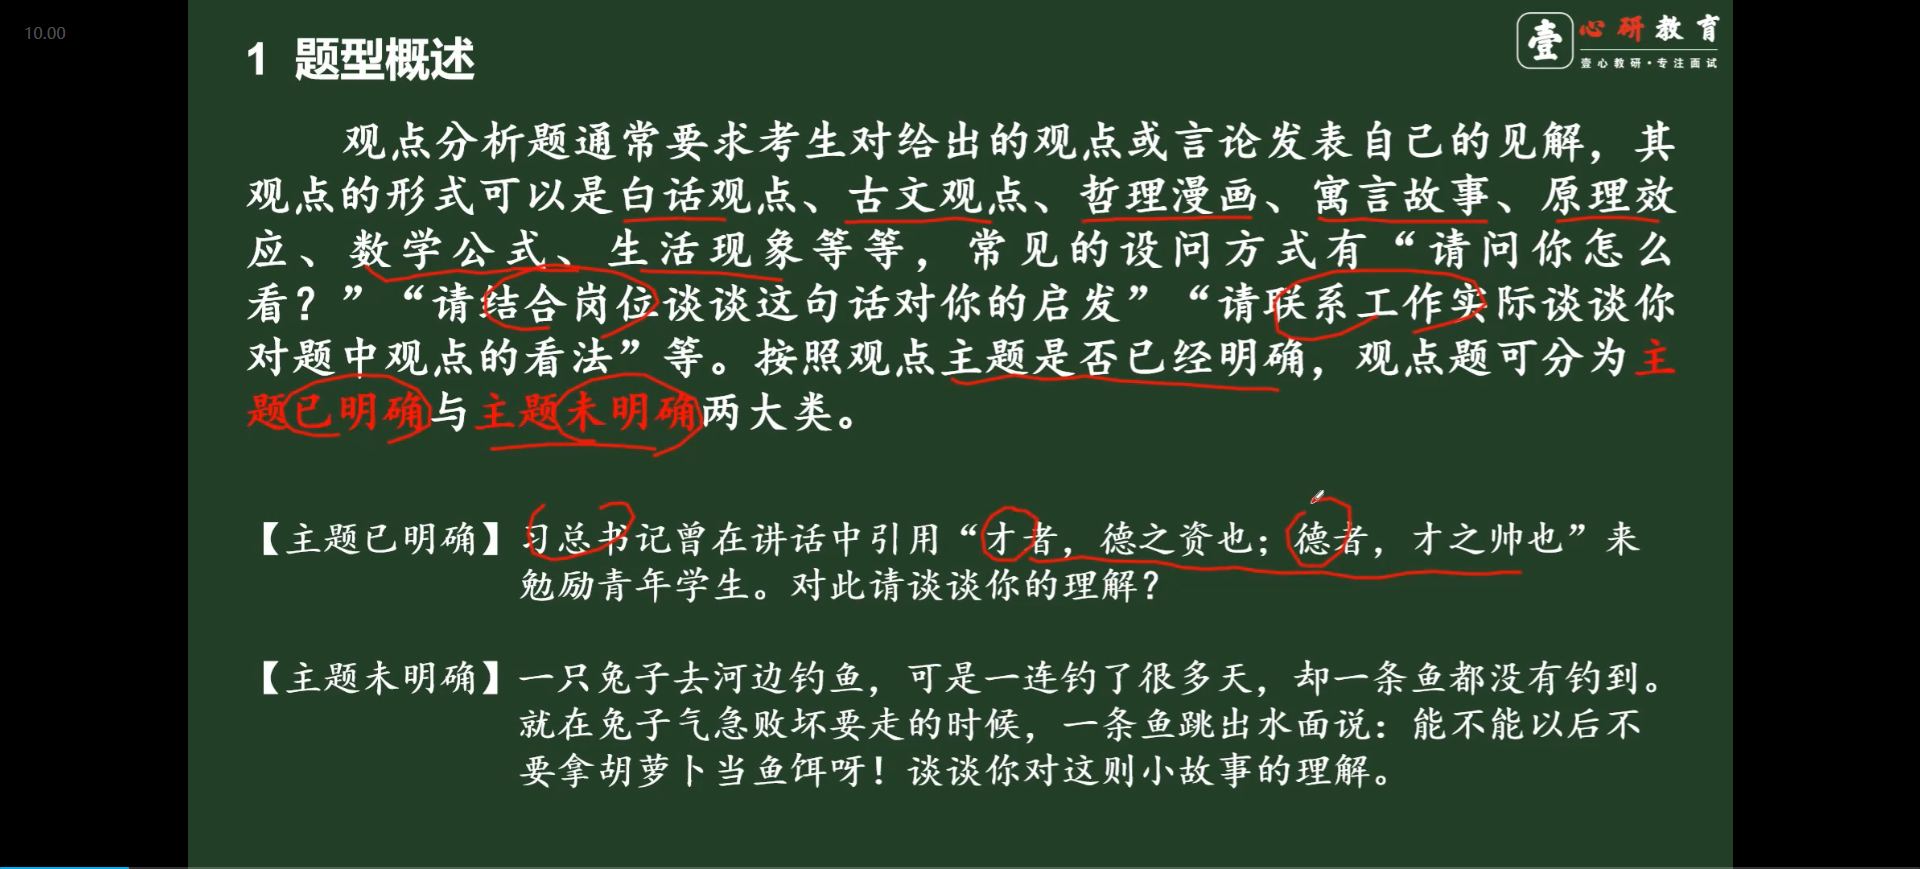 10.00
1 题型概述
壹 心研教育
壹心教研·专注面试
观点分析题通常要求考生对给出的观点或言论发表自己的见解，其
观点的形式可以是白话观点、古文观点、哲理漫画、寓言故事、原理效
应、数学公式、生活现象等等，常见的设问方式有“请问你怎么
看？”“请结合岗位谈谈这句话对你的启发”“请联系工作实际谈谈你
对题中观点的看法”等。按照观点主题是否已经明确，观点题可分为主
题已明确与主题未明确两大类。
【主题已明确】习总书记曾在讲话中引用“才者，德之资也；德者，才之帅也”来
勉励青年学生。对此请谈谈你的理解？
【主题未明确】一只兔子去河边钓鱼，可是一连钓了很多天，却一条鱼都没有钓到。
就在兔子气急败坏要走的时候，一条鱼跳出水面说：能不能以后不
要拿胡萝卜当鱼饵呀！谈谈你对这则小故事的理解。